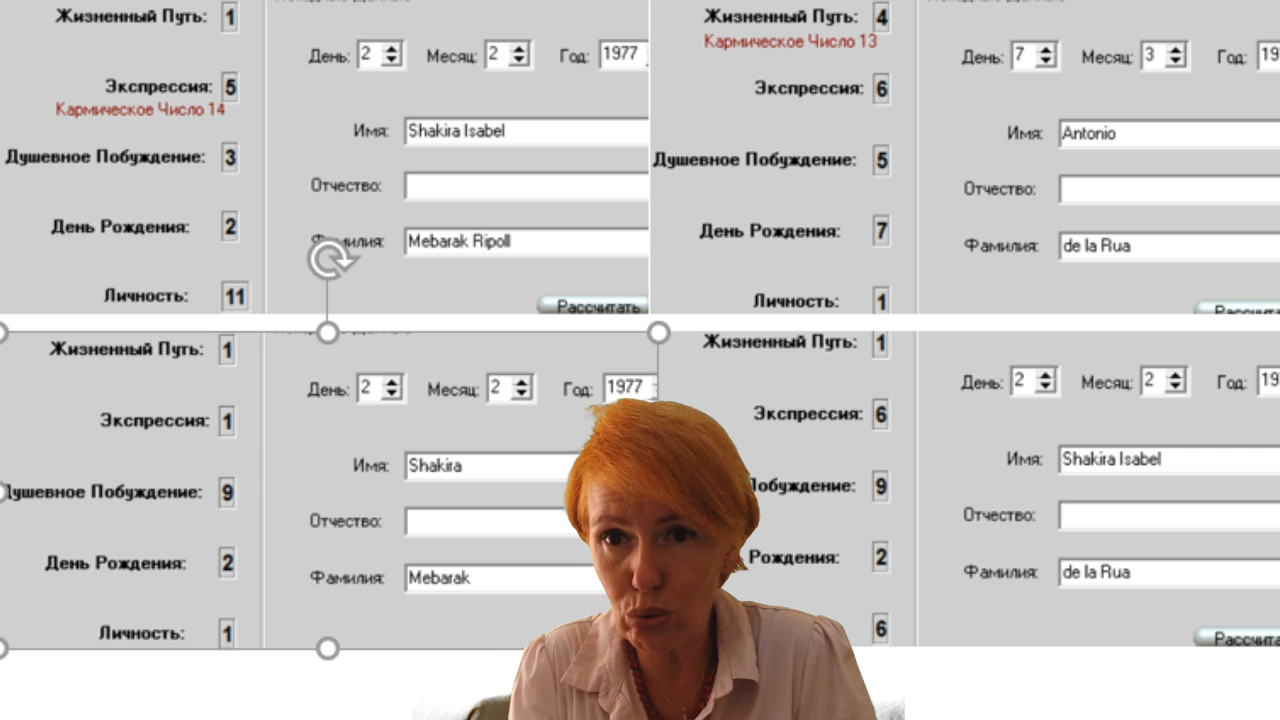 Жизненный Путь: 1
День: 2 Месяц: 2 Год: 1977
Экспрессия: 5
Кармическое Число 14
Имя: Shakira Isabel
Душевное Побуждение: 3
Отчество:
День Рождения: 2
Фамилия: Mebarak Ripoll
Личность: 11
Рассчитать
Жизненный Путь: 4
Кармическое Число 13
День: 7 Месяц: 3 Год: 19
Экспрессия: 6
Имя: Antonio
Душевное Побуждение: 5
Отчество:
День Рождения: 7
Фамилия: de la Rua
Личность: 1
Жизненный Путь: 1
День: 2 Месяц: 2 Год: 1977
Экспрессия: 1
Имя: Shakira
Душевное Побуждение: 9
Отчество:
День Рождения: 2
Фамилия: Mebarak
Личность: 1
Жизненный Путь: 1
День: 2 Месяц: 2 Год: 19
Экспрессия: 6
Имя: Shakira Isabel
Побуждение: 9
Отчество:
Рождения: 2
Фамилия: de la Rua
6
Рассчита